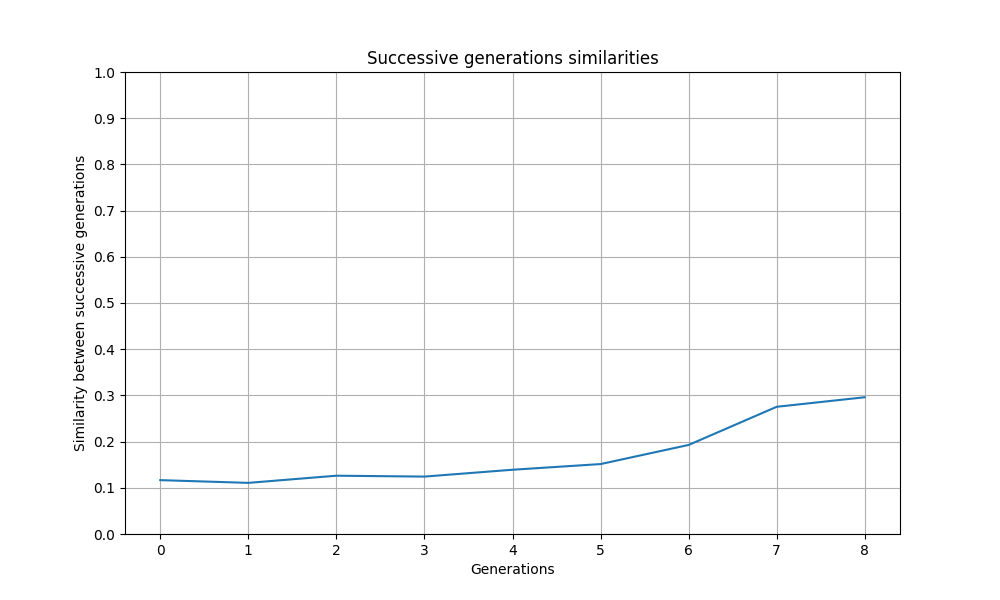 Successive generations similarities
1.0
0.9
0.8
0.7
0.6
0.5
0.4
0.3
0.2
0.1
0.0
Similarity between successive generations
0 1 2 3 4 5 6 7 8
Generations